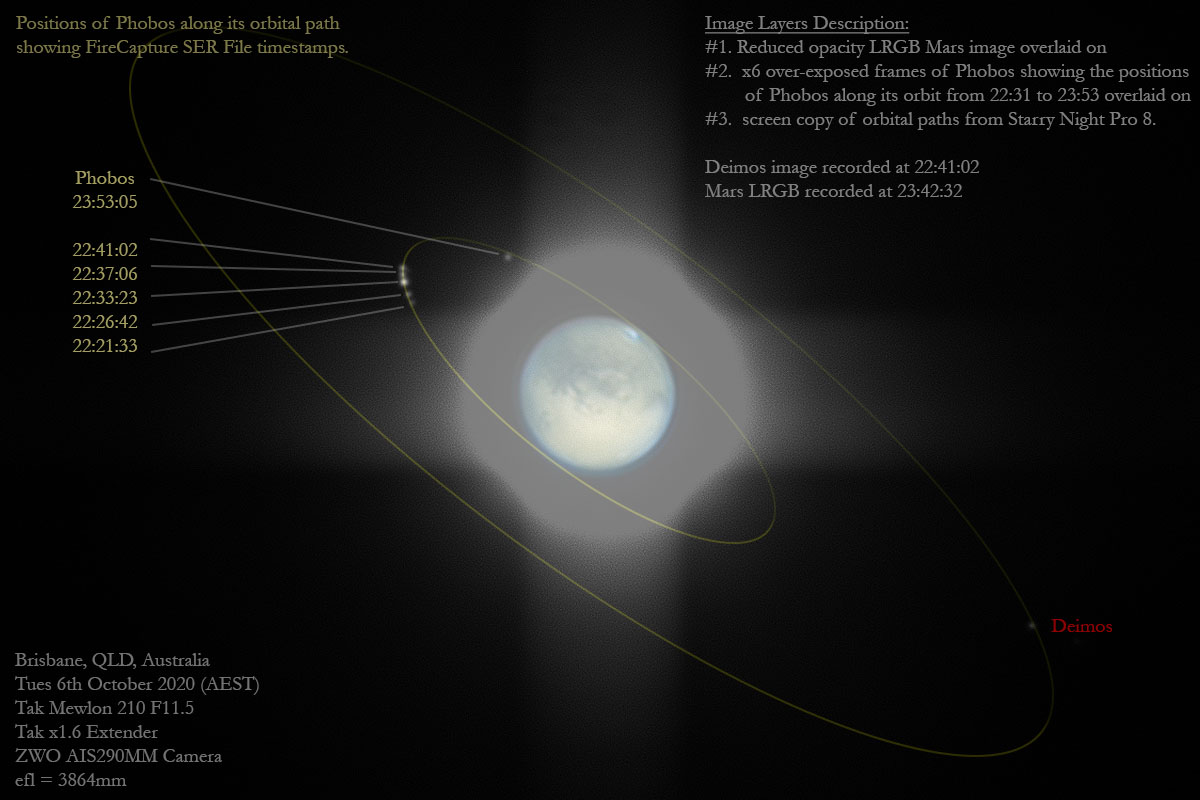 Positions of Phobos along its orbital path
showing FireCapture SER File timestamps.
Image Layers Description:
#1. Reduced opacity LRGB Mars image overlaid on
#2. x6 over-exposed frames of Phobos showing the positions
of Phobos along its orbit from 22:31 to 23:53 overlaid on
#3. screen copy of orbital paths from Starry Night Pro 8.
Deimos image recorded at 22:41:02
Mars LRGB recorded at 23:42:32
Phobos
23:53:05
22:41:02
22:37:06
22:33:23
22:26:42
22:21:33
Deimos
Brisbane, QLD, Australia
Tues 6th October 2020 (AEST)
Tak Mewlon 210 F11.5
Tak x1.6 Extender
ZWO AIS290MM Camera
efl = 3864mm